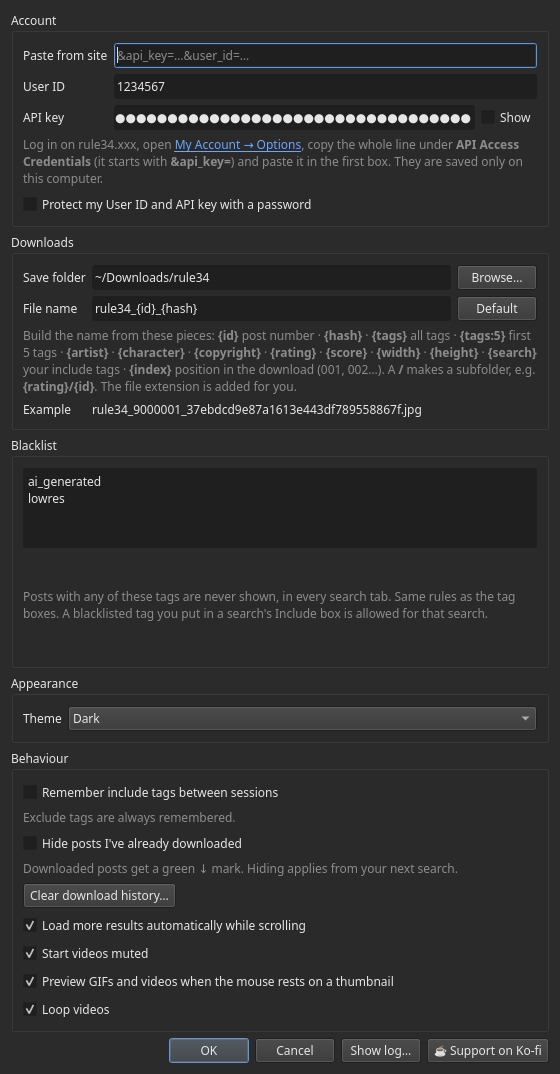 Account
Paste from site &api_key=...&user_id=...
User ID 1234567
API key ●●●●●●●●●●●●●●●●●●●●●●●●●●●●●●●● Show
Log in on rule34.xxx, open My Account → Options, copy the whole line under API Access
Credentials (it starts with &api_key=) and paste it in the first box. They are saved only on
this computer.
Protect my User ID and API key with a password
Downloads
Save folder ~/Downloads/rule34 Browse...
File name rule34_{id}_{hash} Default
Build the name from these pieces: {id} post number · {hash} · {tags} all tags · {tags:5} first
5 tags · {artist} · {character} · {copyright} · {rating} · {score} · {width} · {height} · {search}
your include tags · {index} position in the download (001, 002...). A / makes a subfolder, e.g.
{rating}/{id}. The file extension is added for you.
Example rule34_9000001_37ebdcd9e87a1613e443df789558867f.jpg
Blacklist
ai_generated
lowres
Posts with any of these tags are never shown, in every search tab. Same rules as the tag
boxes. A blacklisted tag you put in a search's Include box is allowed for that search.
Appearance
Theme Dark
Behaviour
Remember include tags between sessions
Exclude tags are always remembered.
Hide posts I've already downloaded
Downloaded posts get a green ↓ mark. Hiding applies from your next search.
Clear download history...
Load more results automatically while scrolling
Start videos muted
Preview GIFs and videos when the mouse rests on a thumbnail
Loop videos
OK Cancel Show log... ☕ Support on Ko-fi